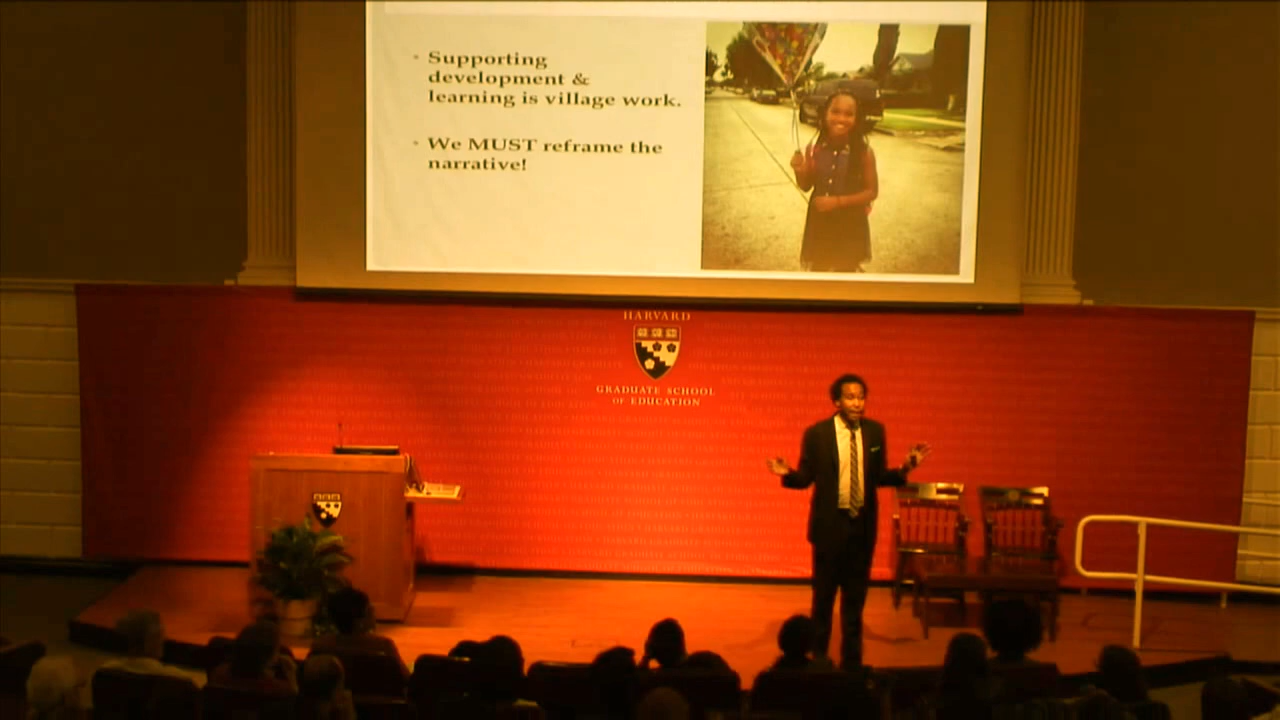 Supporting
development &
learning is village work.
We MUST reframe the
narrative!
HARVARD
GRADUATE SCHOOL
OF EDUCATION